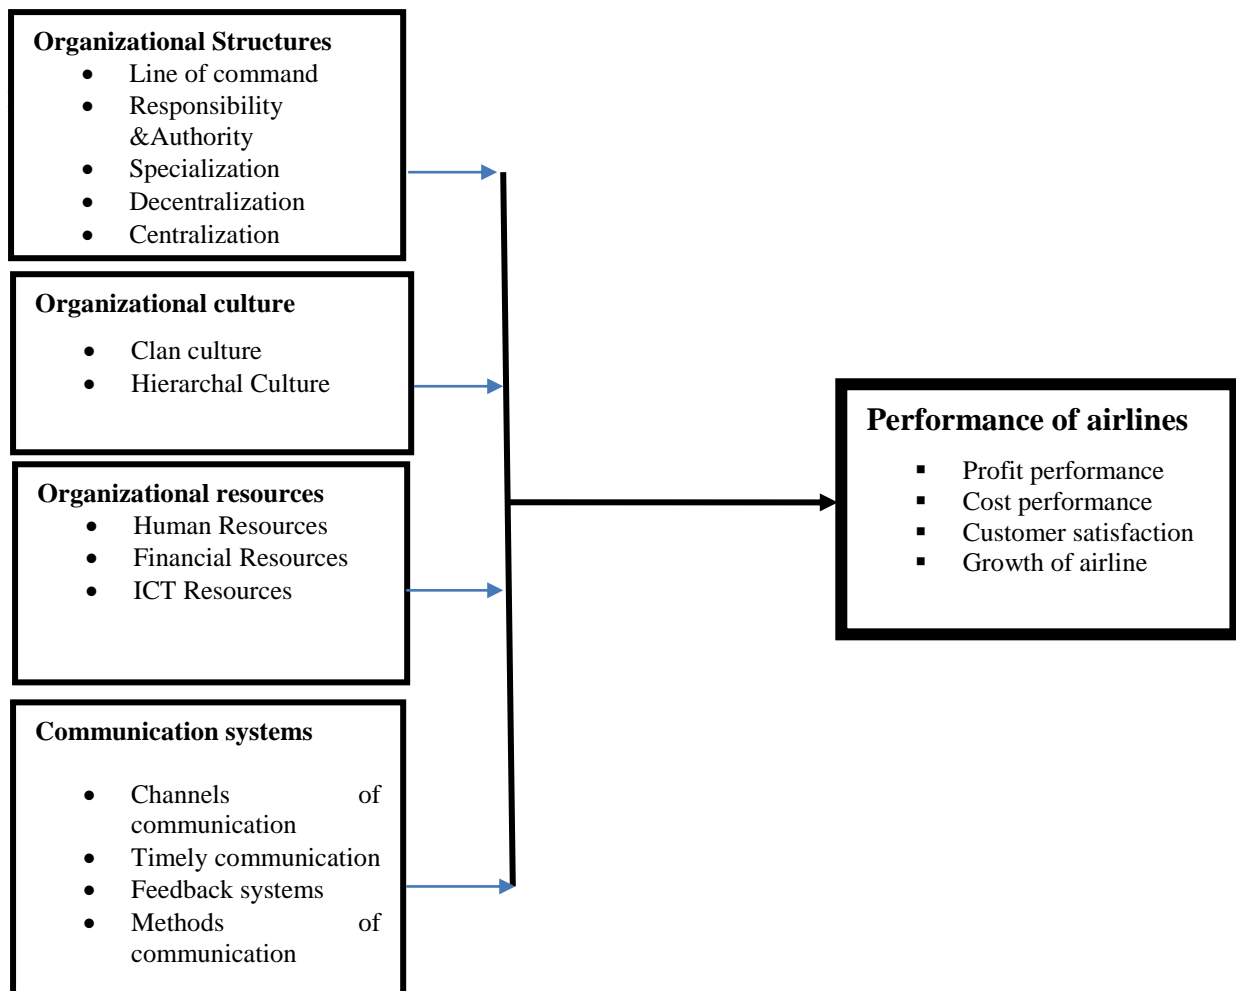 Organizational Structures
• Line of command
• Responsibility
&Authority
• Specialization
• Decentralization
• Centralization
Organizational culture
• Clan culture
• Hierarchal Culture
Organizational resources
• Human Resources
• Financial Resources
• ICT Resources
Communication systems
• Channels of
communication
• Timely communication
• Feedback systems
• Methods of
communication
Performance of airlines
▪ Profit performance
▪ Cost performance
▪ Customer satisfaction
▪ Growth of airline